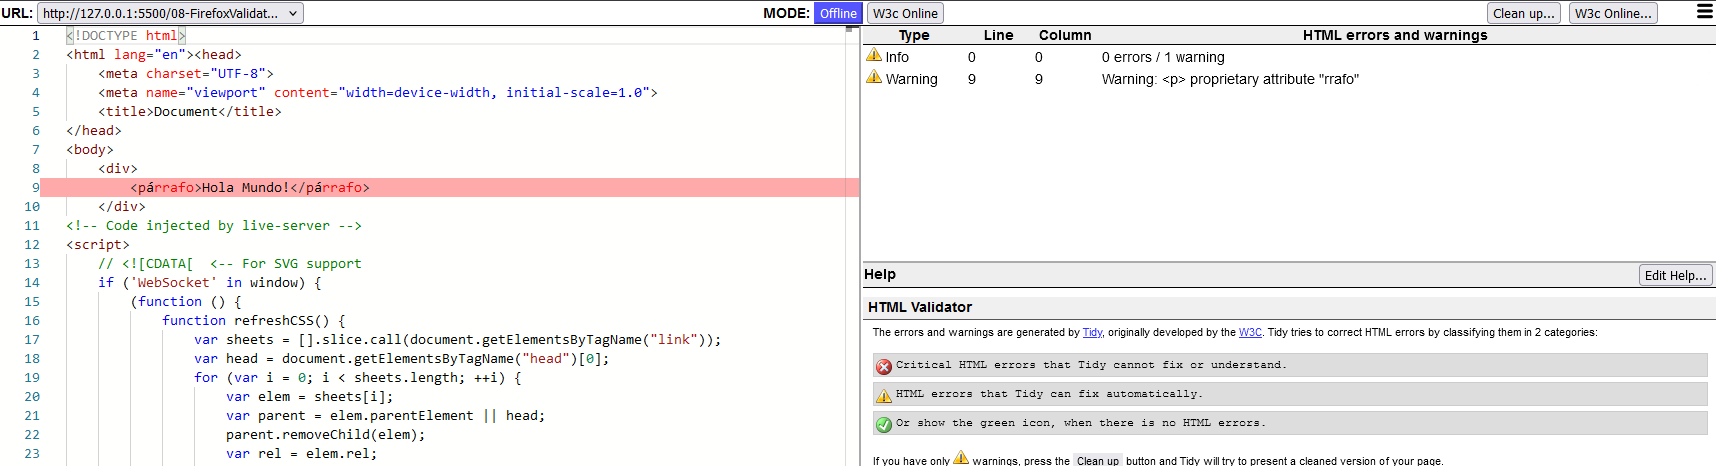 URL: http://127.0.0.1:5500/08-FirefoxValidat... MODE: Offline W3c Online Clean up... W3c Online...
1 <!DOCTYPE html>
2 <html lang="en"><head>
3 <meta charset="UTF-8">
4 <meta name="viewport" content="width=device-width, initial-scale=1.0">
5 <title>Document</title>
6 </head>
7 <body>
8 <div>
9 <párrafo>Hola Mundo!</párrafo>
10 </div>
11 <!-- Code injected by live-server -->
12 <script>
13 // <![CDATA[  <-- For SVG support
14 if ('WebSocket' in window) {
15 (function () {
16 function refreshCSS() {
17 var sheets = [].slice.call(document.getElementsByTagName("link"));
18 var head = document.getElementsByTagName("head")[0];
19 for (var i = 0; i < sheets.length; ++i) {
20 var elem = sheets[i];
21 var parent = elem.parentElement || head;
22 parent.removeChild(elem);
23 var rel = elem.rel;
Type Line Column HTML errors and warnings
Info 0 0 0 errors / 1 warning
Warning 9 9 Warning: <p> proprietary attribute "rrafo"
Help Edit Help...
HTML Validator
The errors and warnings are generated by Tidy, originally developed by the W3C. Tidy tries to correct HTML errors by classifying them in 2 categories:
Critical HTML errors that Tidy cannot fix or understand.
HTML errors that Tidy can fix automatically.
Or show the green icon, when there is no HTML errors.
If you have only warnings, press the Clean up button and Tidy will try to present a cleaned version of your page.